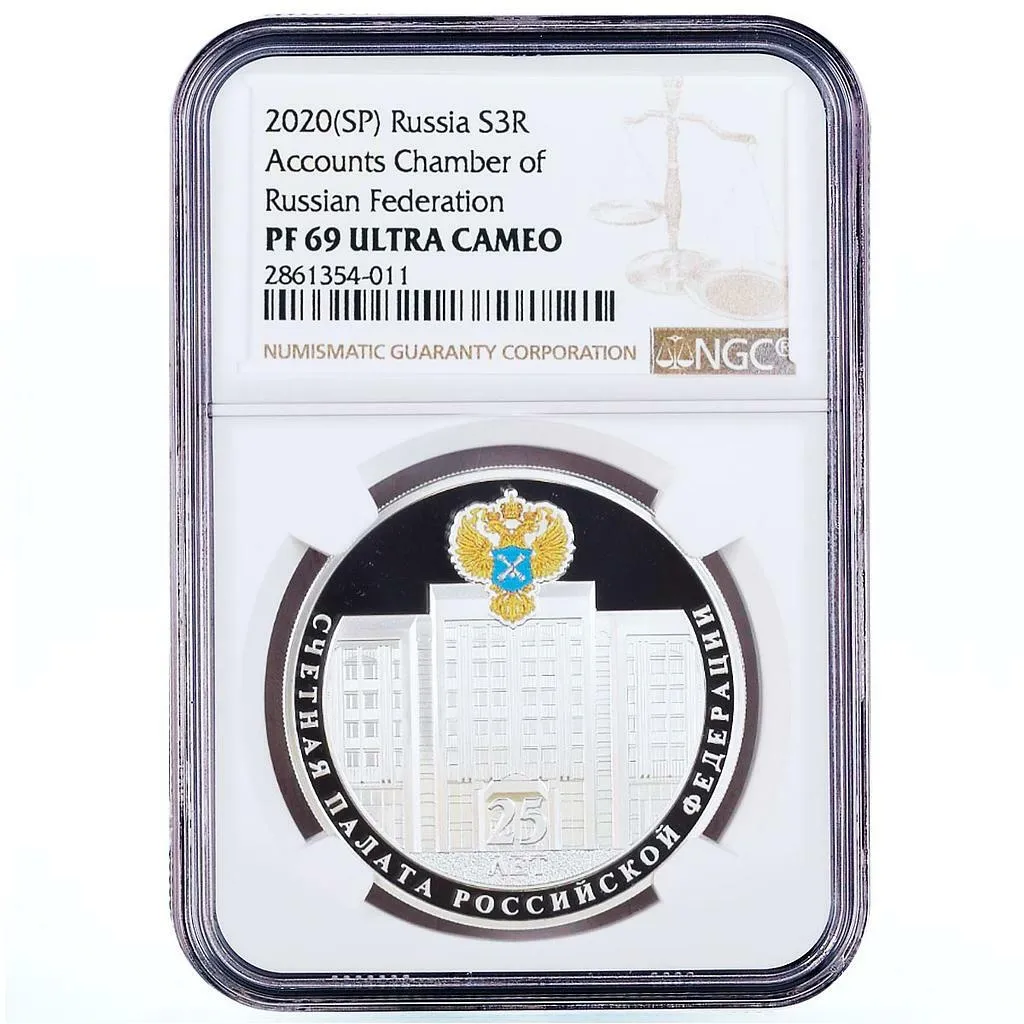 2020(SP) Russia S3R
Accounts Chamber of
Russian Federation
PF 69 ULTRA CAMEO
2861354-011
NUMISMATIC GUARANTY CORPORATION
NGC®
СЧЕТНАЯ ПАЛАТА РОССИЙСКОЙ ФЕДЕРАЦИИ
25
ЛЕТ